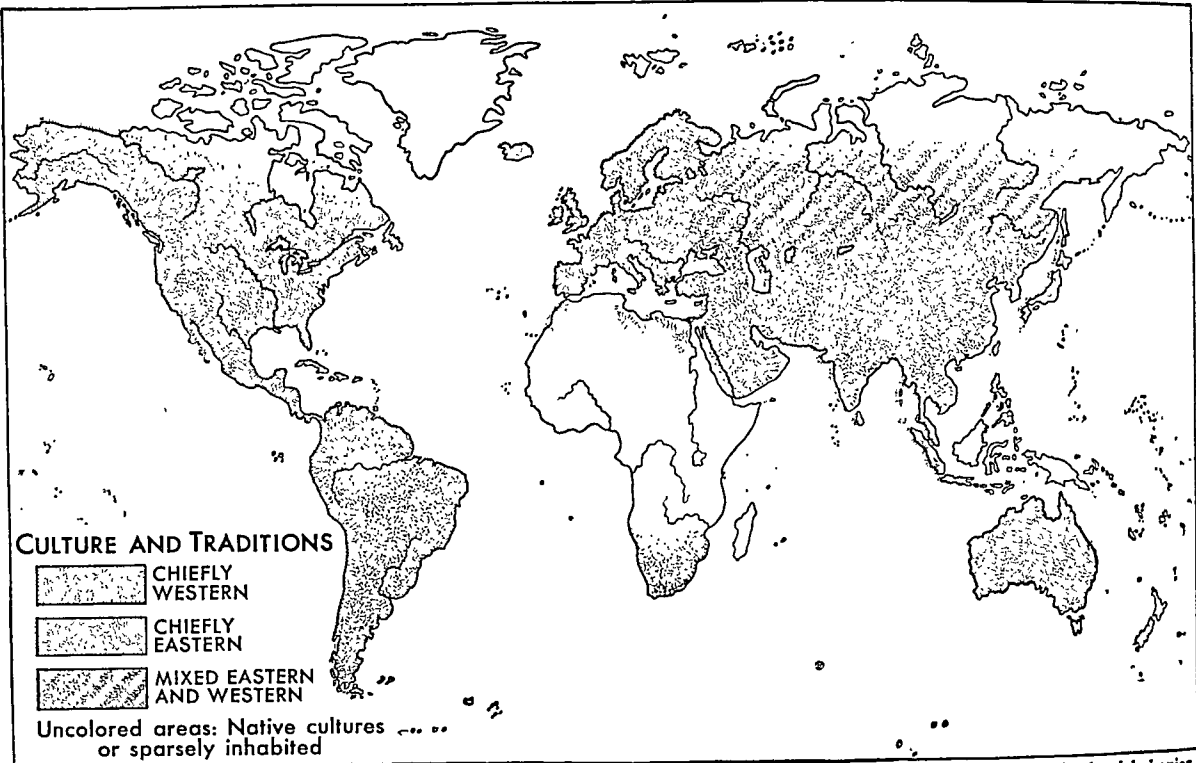 CULTURE AND TRADITIONS
CHIEFLY
WESTERN
CHIEFLY
EASTERN
MIXED EASTERN
AND WESTERN
Uncolored areas: Native cultures
or sparsely inhabited